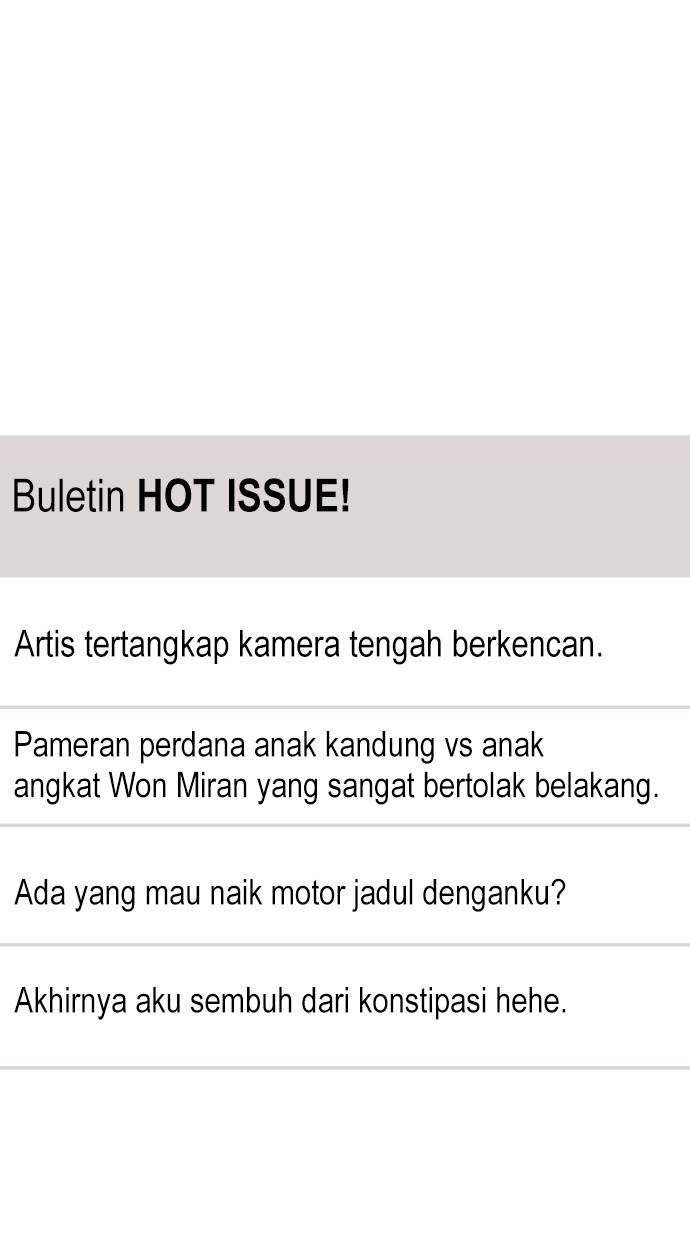 Buletin HOT ISSUE!
Artis tertangkap kamera tengah berkencan.
Pameran perdana anak kandung vs anak
angkat Won Miran yang sangat bertolak belakang.
Ada yang mau naik motor jadul denganku?
Akhirnya aku sembuh dari konstipasi hehe.